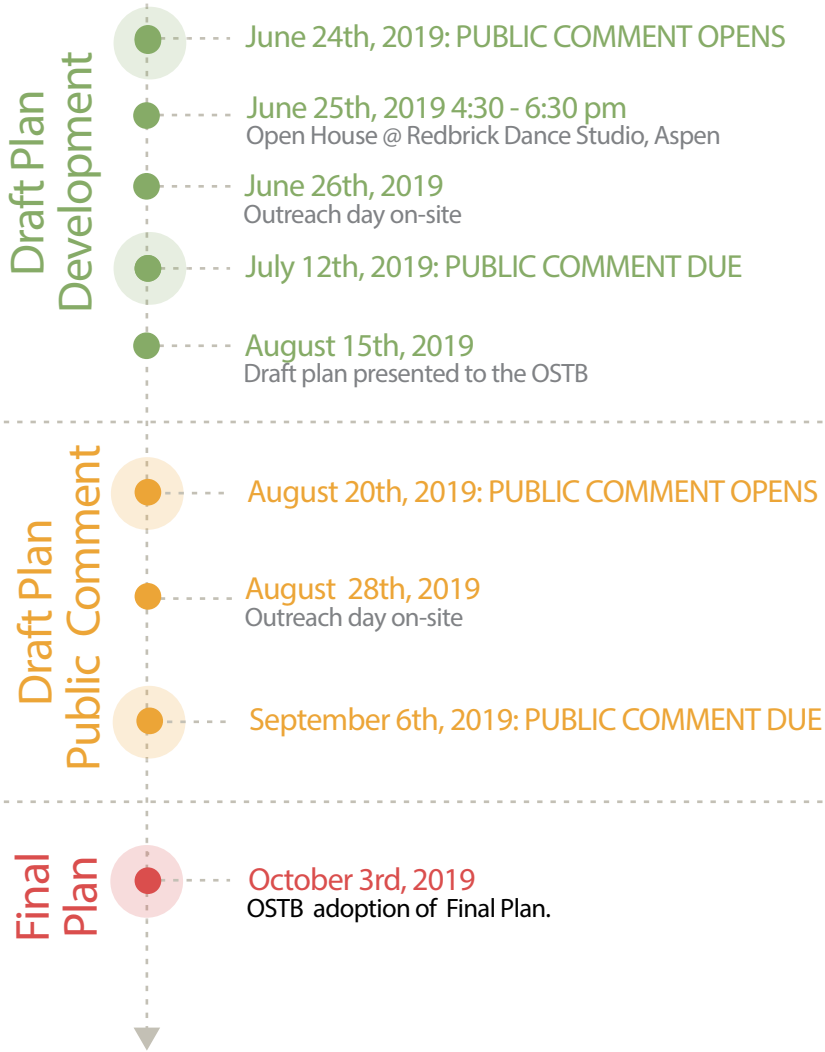 Draft Plan
Development
June 24th, 2019: PUBLIC COMMENT OPENS
June 25th, 2019 4:30 - 6:30 pm
Open House @ Redbrick Dance Studio, Aspen
June 26th, 2019
Outreach day on-site
July 12th, 2019: PUBLIC COMMENT DUE
August 15th, 2019
Draft plan presented to the OSTB
Draft Plan
Public Comment
August 20th, 2019: PUBLIC COMMENT OPENS
August 28th, 2019
Outreach day on-site
September 6th, 2019: PUBLIC COMMENT DUE
Final
Plan
October 3rd, 2019
OSTB adoption of Final Plan.